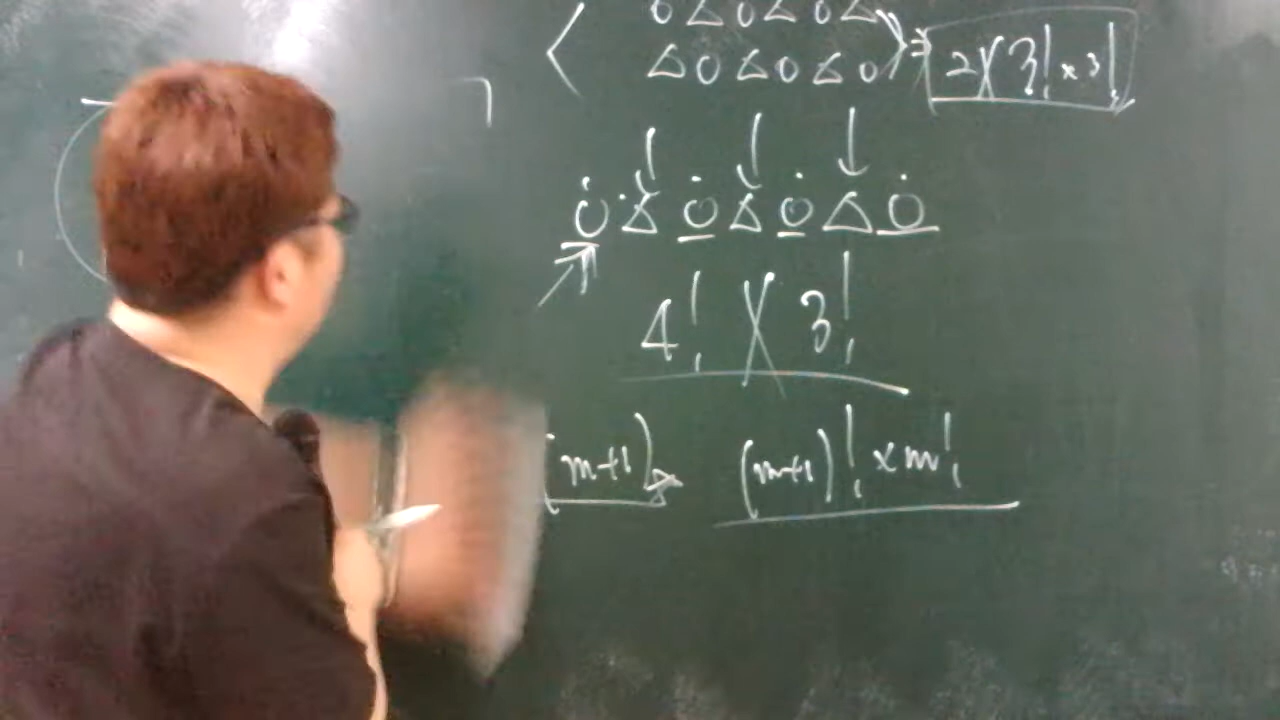 ○△○△○△
△○△○△○ ⇒ 2×3!×3!
○△○△○△○
4! × 3!
(m+1) ⇒ (m+1)! × m!